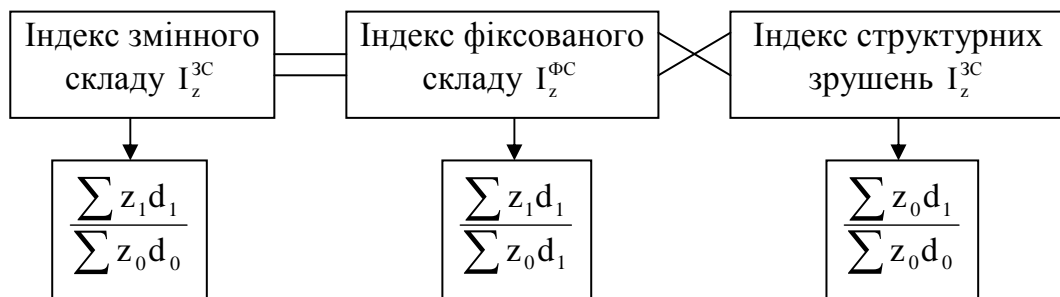 Індекс змінного
складу I_z^ЗС
Індекс фіксованого
складу I_z^ФС
Індекс структурних
зрушень I_z^ЗС
∑ z₁d₁
∑ z₀d₀
∑ z₁d₁
∑ z₀d₁
∑ z₀d₁
∑ z₀d₀